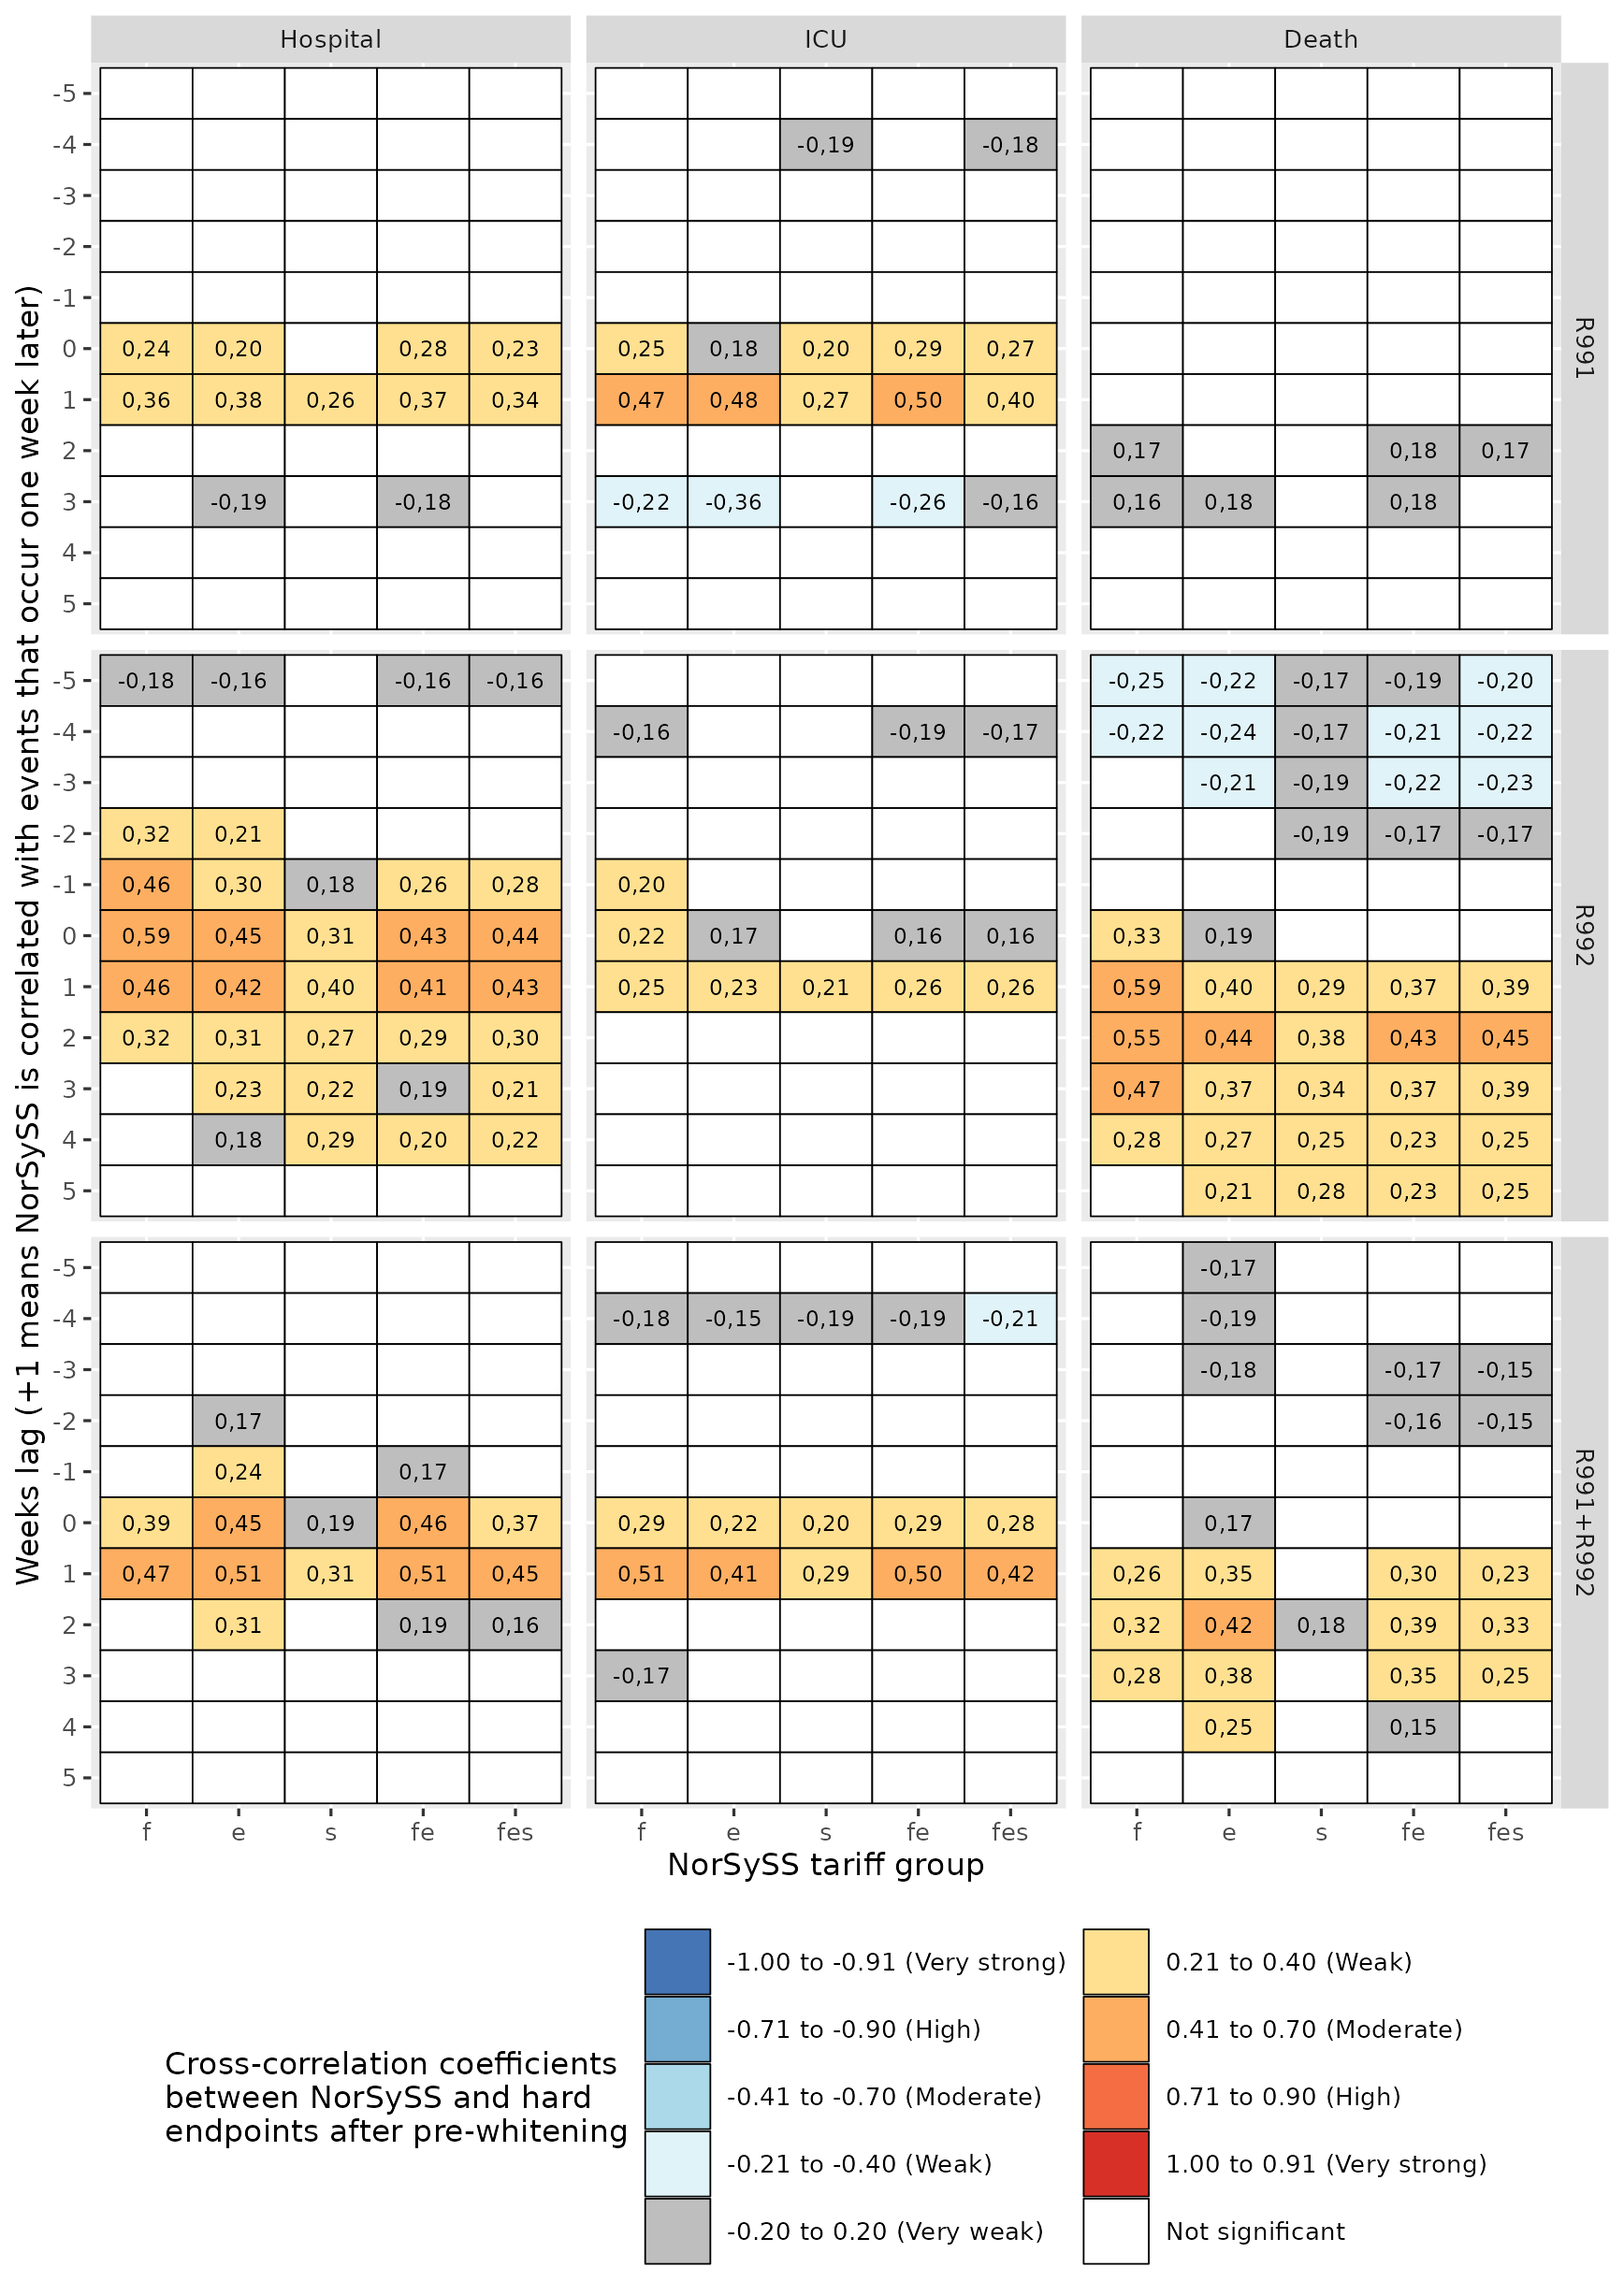 Hospital ICU Death
-5
-4 -0,19 -0,18
-3
-2
-1
0 0,24 0,20 0,28 0,23 0,25 0,18 0,20 0,29 0,27
1 0,36 0,38 0,26 0,37 0,34 0,47 0,48 0,27 0,50 0,40
2 0,17 0,18 0,17
3 -0,19 -0,18 -0,22 -0,36 -0,26 -0,16 0,16 0,18 0,18
4
5
R991
-5 -0,18 -0,16 -0,16 -0,16 -0,25 -0,22 -0,17 -0,19 -0,20
-4 -0,16 -0,19 -0,17 -0,22 -0,24 -0,17 -0,21 -0,22
-3 -0,21 -0,19 -0,22 -0,23
-2 0,32 0,21 -0,19 -0,17 -0,17
-1 0,46 0,30 0,18 0,26 0,28 0,20
0 0,59 0,45 0,31 0,43 0,44 0,22 0,17 0,16 0,16 0,33 0,19
1 0,46 0,42 0,40 0,41 0,43 0,25 0,23 0,21 0,26 0,26 0,59 0,40 0,29 0,37 0,39
2 0,32 0,31 0,27 0,29 0,30 0,55 0,44 0,38 0,43 0,45
3 0,23 0,22 0,19 0,21 0,47 0,37 0,34 0,37 0,39
4 0,18 0,29 0,20 0,22 0,28 0,27 0,25 0,23 0,25
5 0,21 0,28 0,23 0,25
R992
-5 -0,17
-4 -0,18 -0,15 -0,19 -0,19 -0,21 -0,19
-3 -0,18 -0,17 -0,15
-2 0,17 -0,16 -0,15
-1 0,24 0,17
0 0,39 0,45 0,19 0,46 0,37 0,29 0,22 0,20 0,29 0,28 0,17
1 0,47 0,51 0,31 0,51 0,45 0,51 0,41 0,29 0,50 0,42 0,26 0,35 0,30 0,23
2 0,31 0,19 0,16 0,32 0,42 0,18 0,39 0,33
3 -0,17 0,28 0,38 0,35 0,25
4 0,25 0,15
5
R991+R992
f e s fe fes f e s fe fes f e s fe fes
NorSySS tariff group
Weeks lag (+1 means NorSySS is correlated with events that occur one week later)
Cross-correlation coefficients
between NorSySS and hard
endpoints after pre-whitening
-1.00 to -0.91 (Very strong)
-0.71 to -0.90 (High)
-0.41 to -0.70 (Moderate)
-0.21 to -0.40 (Weak)
-0.20 to 0.20 (Very weak)
0.21 to 0.40 (Weak)
0.41 to 0.70 (Moderate)
0.71 to 0.90 (High)
1.00 to 0.91 (Very strong)
Not significant